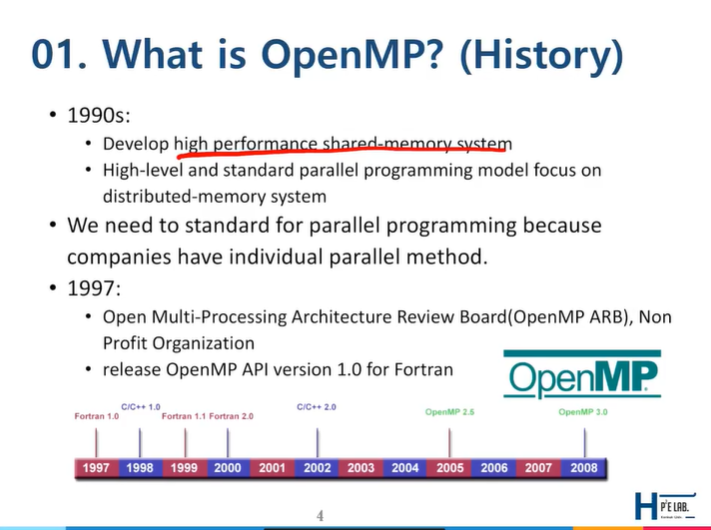 01. What is OpenMP? (History)
• 1990s:
• Develop high performance shared-memory system
• High-level and standard parallel programming model focus on
distributed-memory system
• We need to standard for parallel programming because
companies have individual parallel method.
• 1997:
• Open Multi-Processing Architecture Review Board(OpenMP ARB), Non
Profit Organization
• release OpenMP API version 1.0 for Fortran
OpenMP
Fortran 1.0 C/C++ 1.0 Fortran 1.1 Fortran 2.0 C/C++ 2.0 OpenMP 2.5 OpenMP 3.0
1997 1998 1999 2000 2001 2002 2003 2004 2005 2006 2007 2008
4
H P²E LAB.